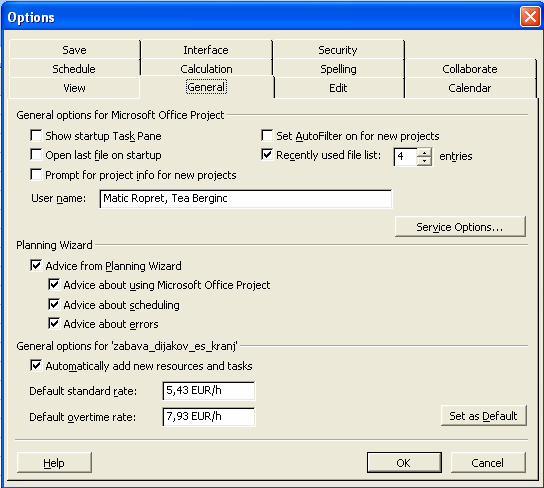 Options
Save Interface Security
Schedule Calculation Spelling Collaborate
View General Edit Calendar
General options for Microsoft Office Project
Show startup Task Pane Set AutoFilter on for new projects
Open last file on startup Recently used file list: 4 entries
Prompt for project info for new projects
User name: Matic Ropret, Tea Berginc
Service Options...
Planning Wizard
Advice from Planning Wizard
Advice about using Microsoft Office Project
Advice about scheduling
Advice about errors
General options for 'zabava_dijakov_es_kranj'
Automatically add new resources and tasks
Default standard rate: 5,43 EUR/h
Default overtime rate: 7,93 EUR/h Set as Default
Help OK Cancel